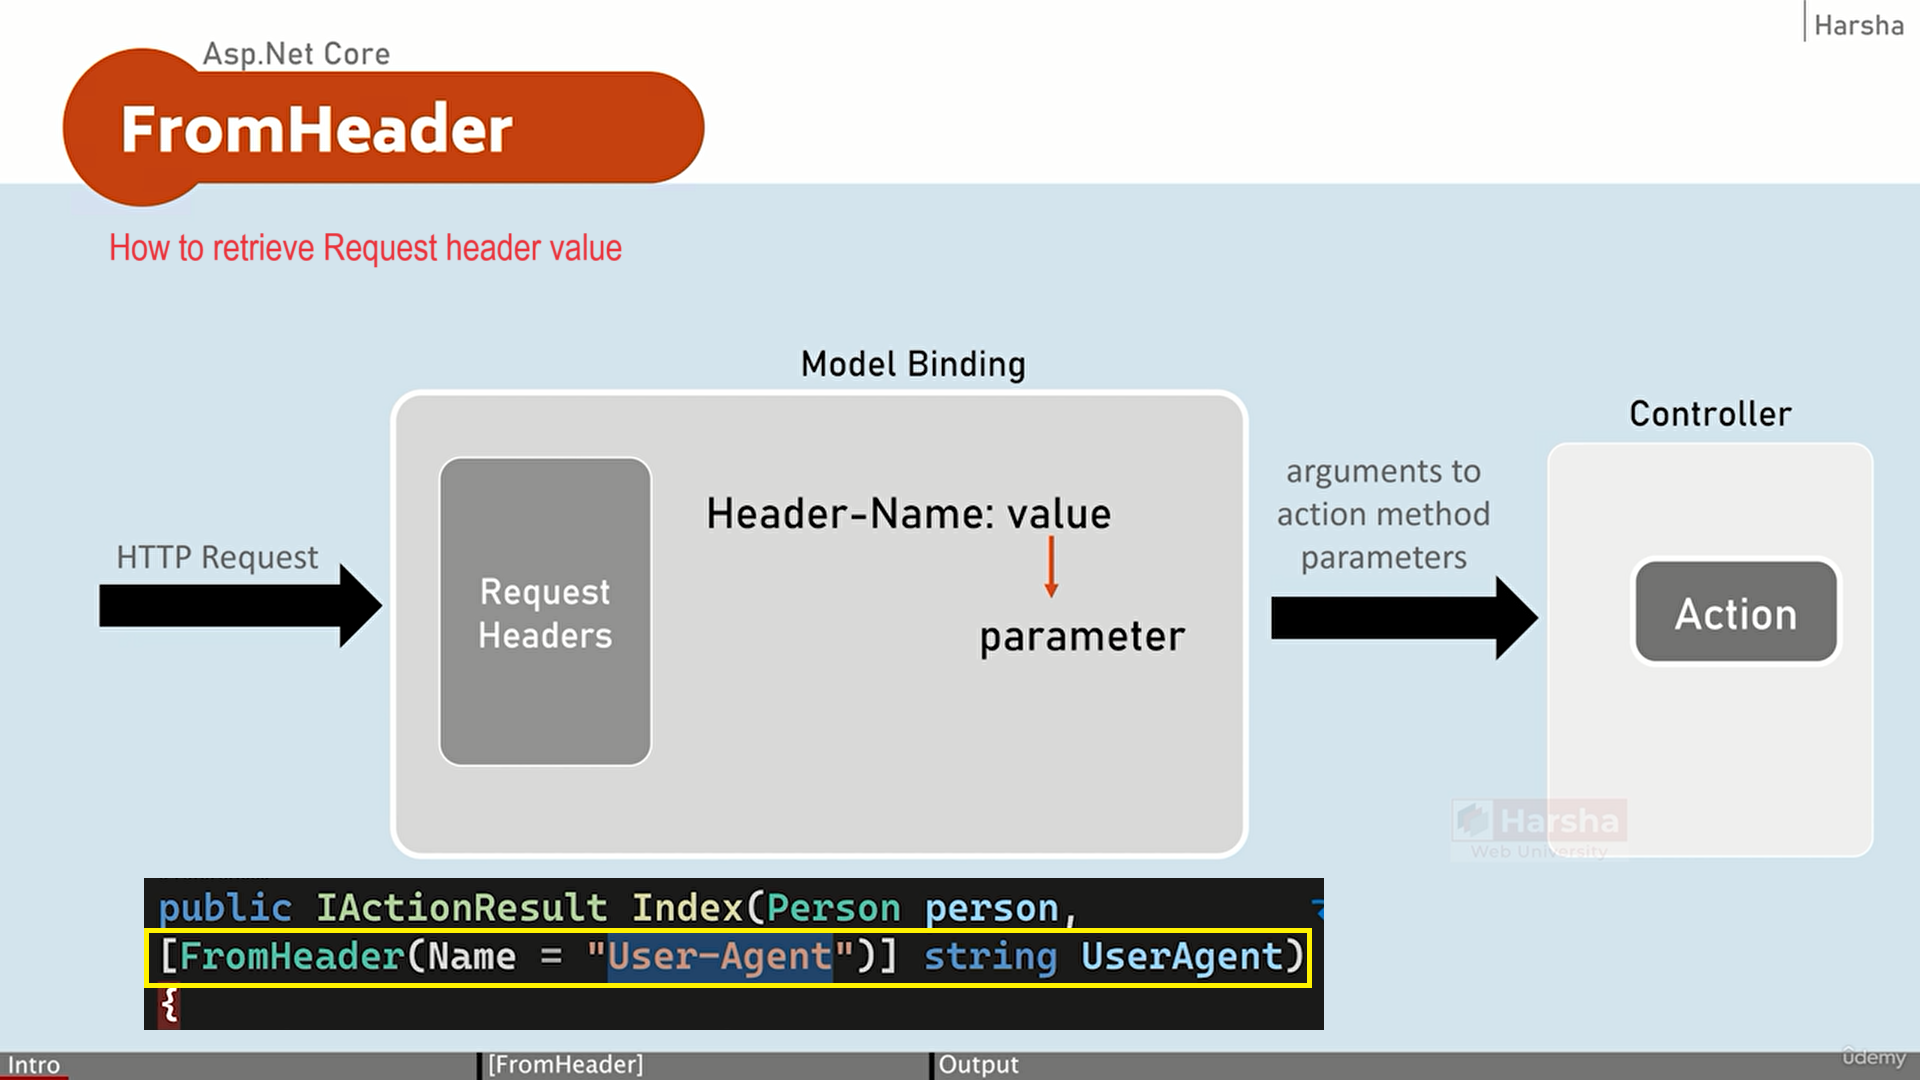 Harsha
Asp.Net Core
FromHeader
How to retrieve Request header value
Model Binding
Controller
HTTP Request
Request
Headers
Header-Name: value
parameter
arguments to
action method
parameters
Action
Harsha
Web University
public IActionResult Index(Person person,
[FromHeader(Name = "User-Agent")] string UserAgent)
{
Intro
[FromHeader]
Output
ûdemy